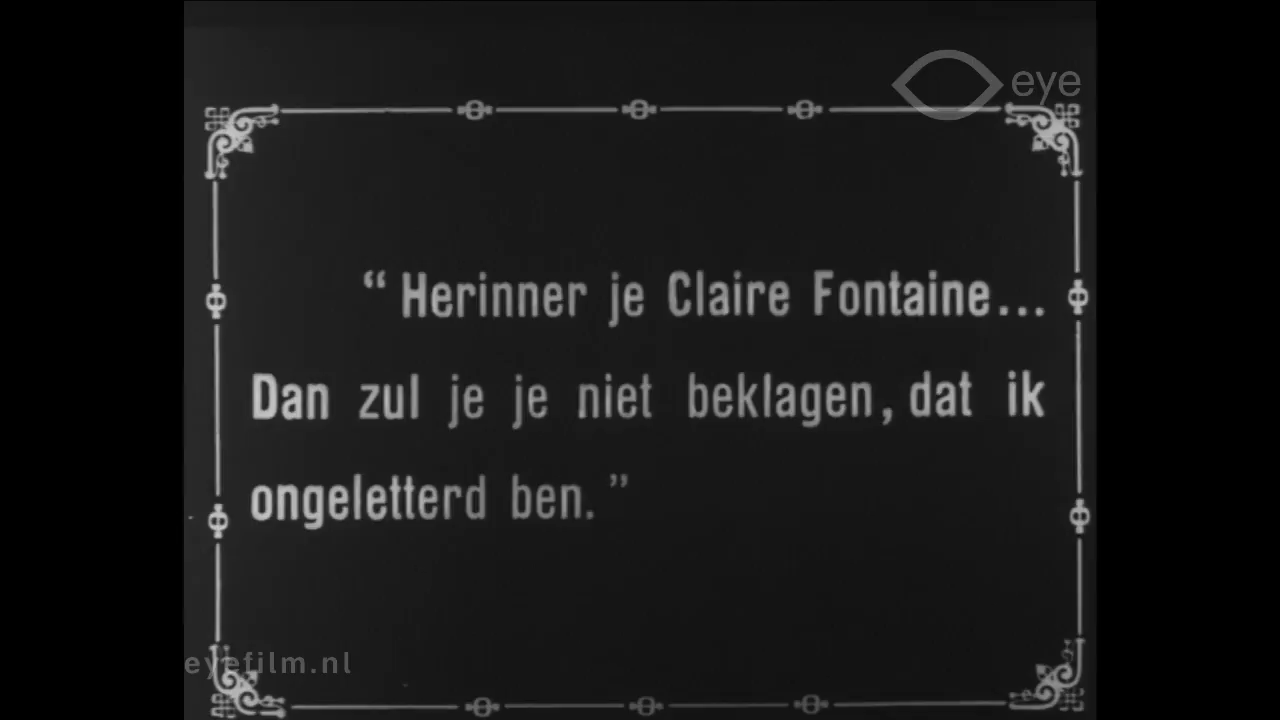 eye
“ Herinner je Claire Fontaine...
Dan zul je je niet beklagen, dat ik
ongeletterd ben.”
eyefilm.nl